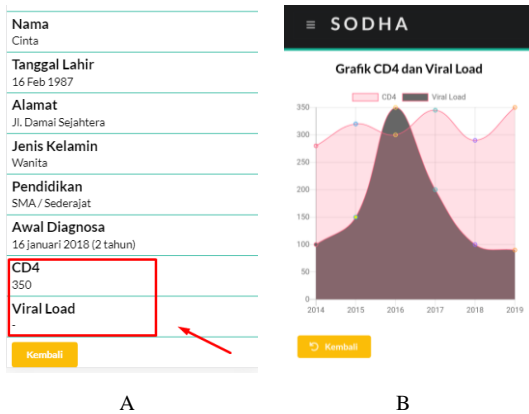 Nama
Cinta
Tanggal Lahir
16 Feb 1987
Alamat
Jl. Damai Sejahtera
Jenis Kelamin
Wanita
Pendidikan
SMA / Sederajat
Awal Diagnosa
16 januari 2018 (2 tahun)
CD4
350
Viral Load
-
Kembali
A
≡ SODHA
Grafik CD4 dan Viral Load
CD4 Viral Load
350
300
250
200
150
100
50
0
2014 2015 2016 2017 2018 2019
Kembali
B